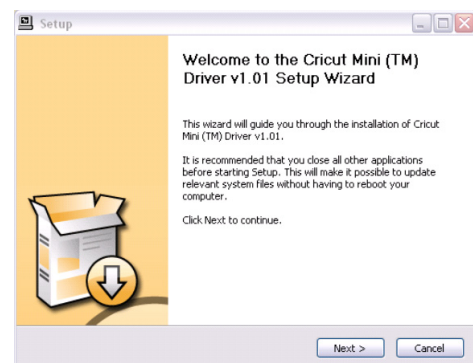 Setup
Welcome to the Cricut Mini (TM)
Driver v1.01 Setup Wizard
This wizard will guide you through the installation of Cricut
Mini (TM) Driver v1.01.
It is recommended that you close all other applications
before starting Setup. This will make it possible to update
relevant system files without having to reboot your
computer.
Click Next to continue.
Next >
Cancel